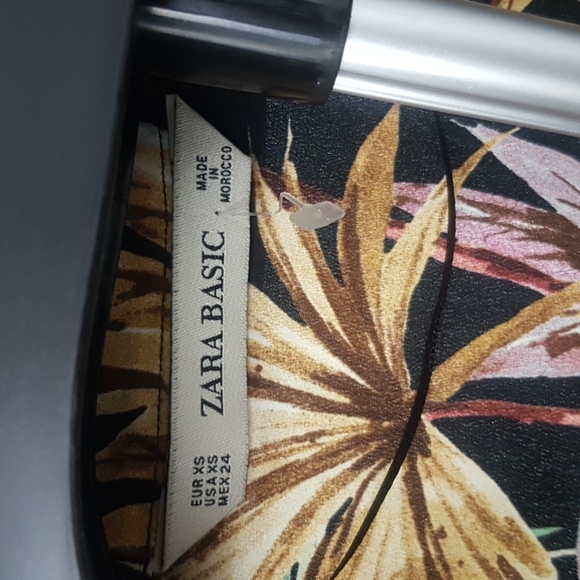 EUR XS
USA XS
MEX 24
ZARA BASIC
MADE
IN
MOROCCO